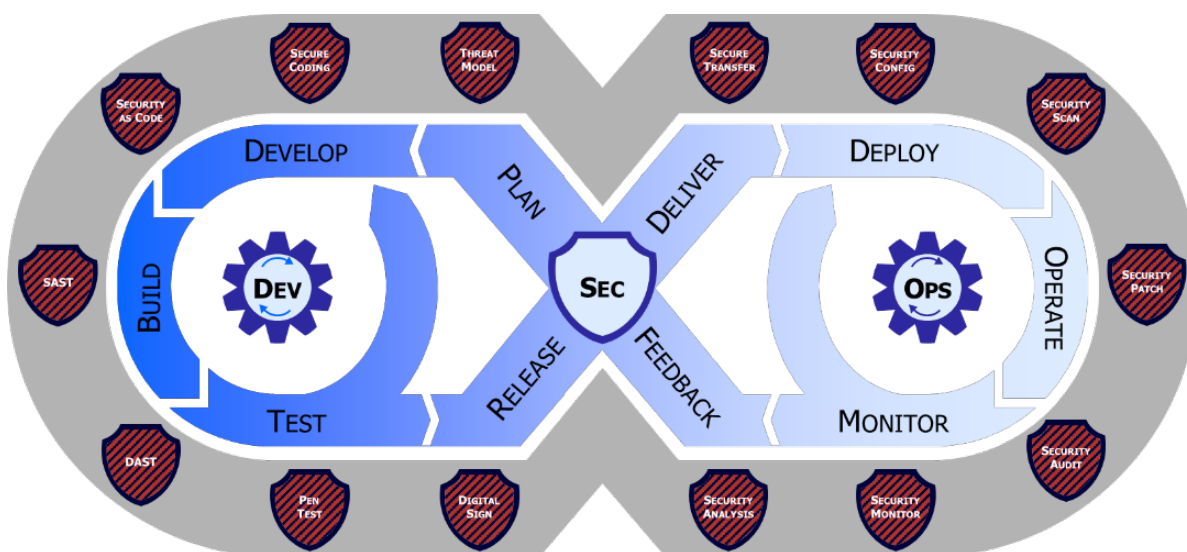 SECURE
CODING
THREAT
MODEL
SECURE
TRANSFER
SECURITY
CONFIG
SECURITY
AS CODE
SECURITY
SCAN
DEVELOP
PLAN
DELIVER
DEPLOY
SAST
BUILD
DEV
SEC
OPS
OPERATE
SECURITY
PATCH
TEST
RELEASE
FEEDBACK
MONITOR
DAST
SECURITY
AUDIT
PEN
TEST
DIGITAL
SIGN
SECURITY
ANALYSIS
SECURITY
MONITOR